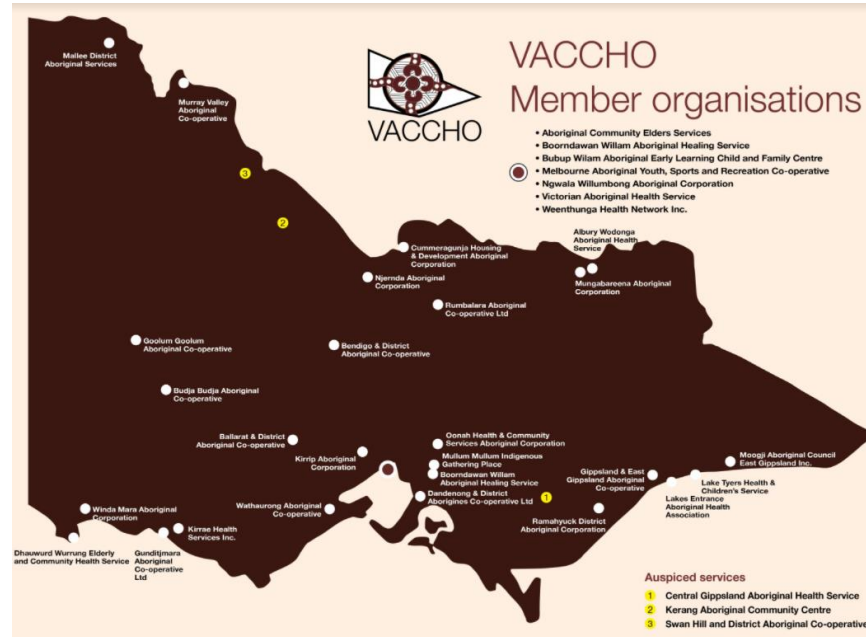 VACCHO
Member organisations
VACCHO
• Aboriginal Community Elders Services
• Boorndawan Willam Aboriginal Healing Service
• Bubup Wilam Aboriginal Early Learning Child and Family Centre
• Melbourne Aboriginal Youth, Sports and Recreation Co-operative
• Ngwala Willumbong Aboriginal Corporation
• Victorian Aboriginal Health Service
• Weenthunga Health Network Inc.
Mallee District
Aboriginal Services
Murray Valley
Aboriginal
Co-operative
3
2
Cummeragunja Housing
& Development Aboriginal
Corporation
Njernda Aboriginal
Corporation
Albury Wodonga
Aboriginal Health
Service
Mungabareena Aboriginal
Corporation
Rumbalara Aboriginal
Co-operative Ltd
Goolum Goolum
Aboriginal Co-operative
Bendigo & District
Aboriginal Co-operative
Budja Budja Aboriginal
Co-operative
Ballarat & District
Aboriginal Co-operative
Kirrip Aboriginal
Corporation
Oonah Health & Community
Services Aboriginal Corporation
Mullum Mullum Indigenous
Gathering Place
Boorndawan Willam
Aboriginal Healing Service
Dandenong & District
Aborigines Co-operative Ltd
1
Gippsland & East
Gippsland Aboriginal
Co-operative
Moogji Aboriginal Council
East Gippsland Inc.
Lake Tyers Health &
Children's Service
Lakes Entrance
Aboriginal Health
Association
Ramahyuck District
Aboriginal Corporation
Wathaurong Aboriginal
Co-operative
Winda Mara Aboriginal
Corporation
Kirrae Health
Services Inc.
Dhauwurd Wurrung Elderly
and Community Health Service
Gunditjmara
Aboriginal
Co-operative
Ltd
Auspiced services
1 Central Gippsland Aboriginal Health Service
2 Kerang Aboriginal Community Centre
3 Swan Hill and District Aboriginal Co-operative